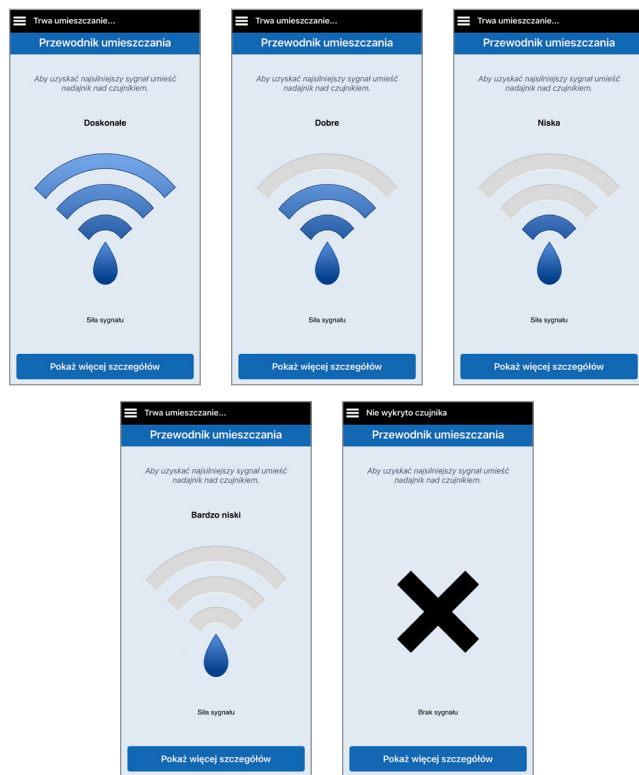 Trwa umieszczanie...
Przewodnik umieszczania
Aby uzyskać najsilniejszy sygnał umieść
nadajnik nad czujnikiem.
Doskonałe
Siła sygnału
Pokaż więcej szczegółów
Trwa umieszczanie...
Przewodnik umieszczania
Aby uzyskać najsilniejszy sygnał umieść
nadajnik nad czujnikiem.
Dobre
Siła sygnału
Pokaż więcej szczegółów
Trwa umieszczanie...
Przewodnik umieszczania
Aby uzyskać najsilniejszy sygnał umieść
nadajnik nad czujnikiem.
Niska
Siła sygnału
Pokaż więcej szczegółów
Trwa umieszczanie...
Przewodnik umieszczania
Aby uzyskać najsilniejszy sygnał umieść
nadajnik nad czujnikiem.
Bardzo niski
Siła sygnału
Pokaż więcej szczegółów
Nie wykryto czujnika
Przewodnik umieszczania
Aby uzyskać najsilniejszy sygnał umieść
nadajnik nad czujnikiem.
Brak sygnału
Pokaż więcej szczegółów